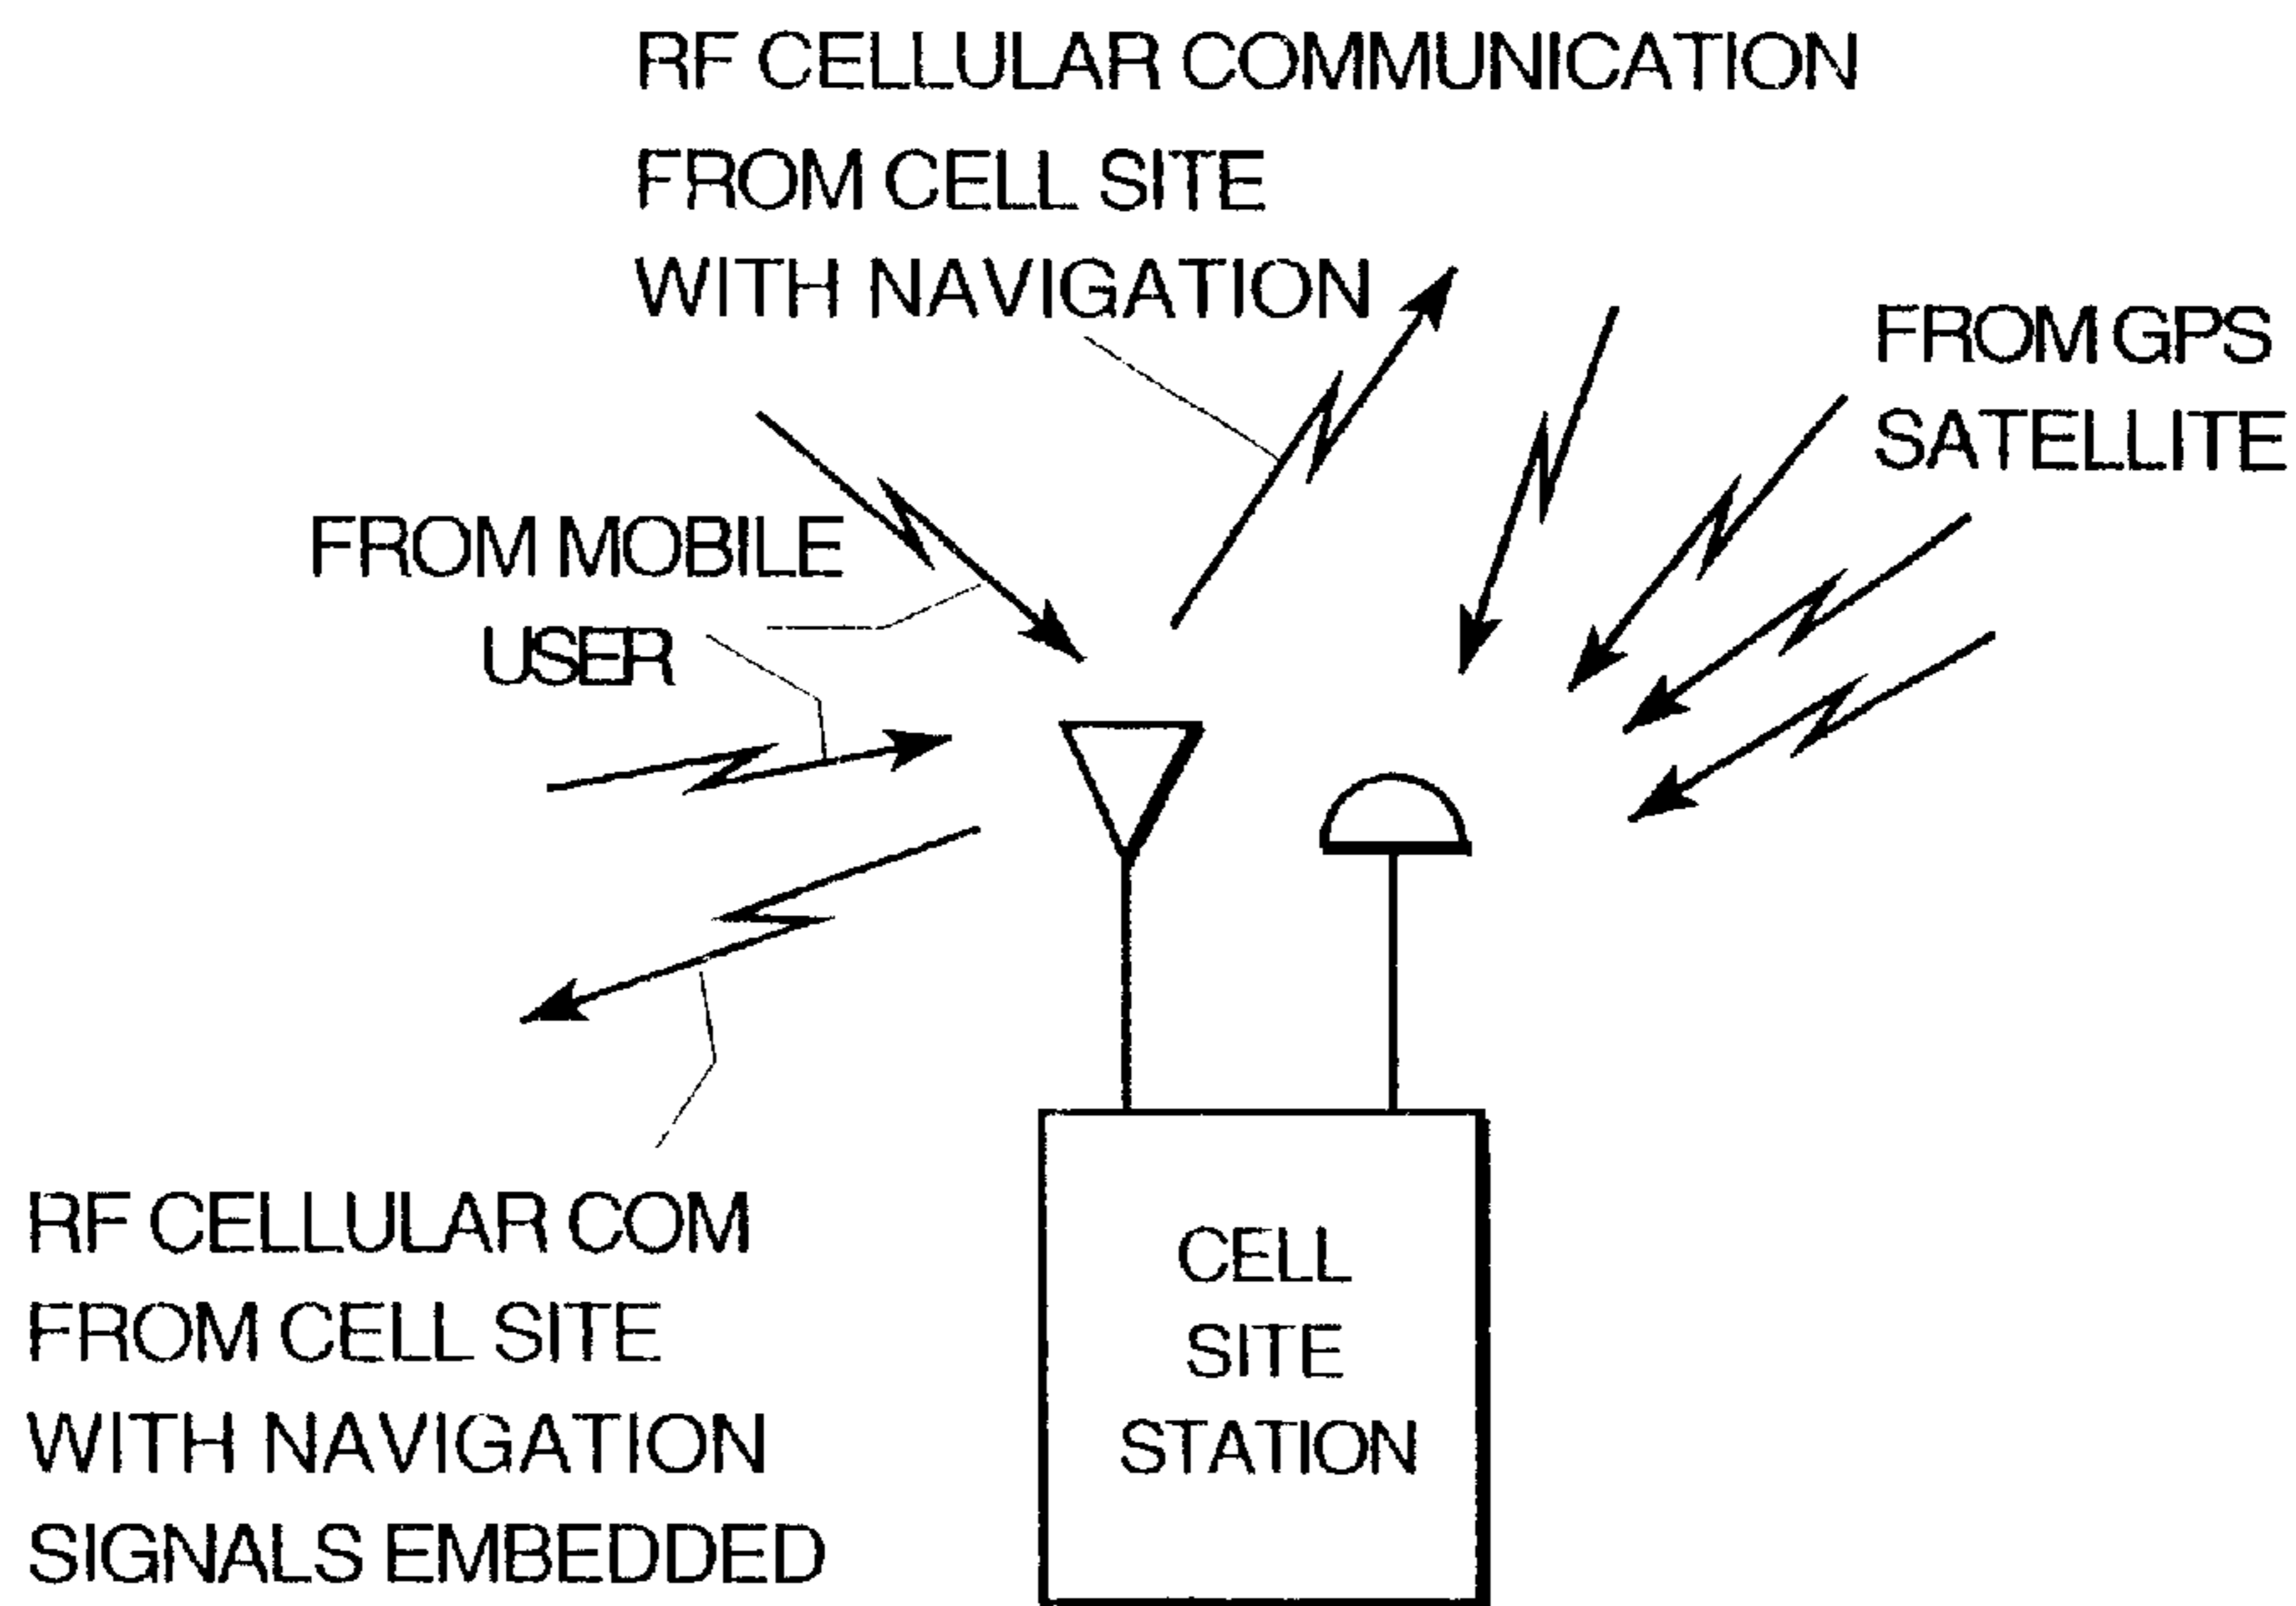 RF CELLULAR COMMUNICATION
FROM CELL SITE
WITH NAVIGATION
FROM GPS
SATELLITE
FROM MOBILE
USER
RF CELLULAR COM
FROM CELL SITE
WITH NAVIGATION
SIGNALS EMBEDDED
CELL
SITE
STATION